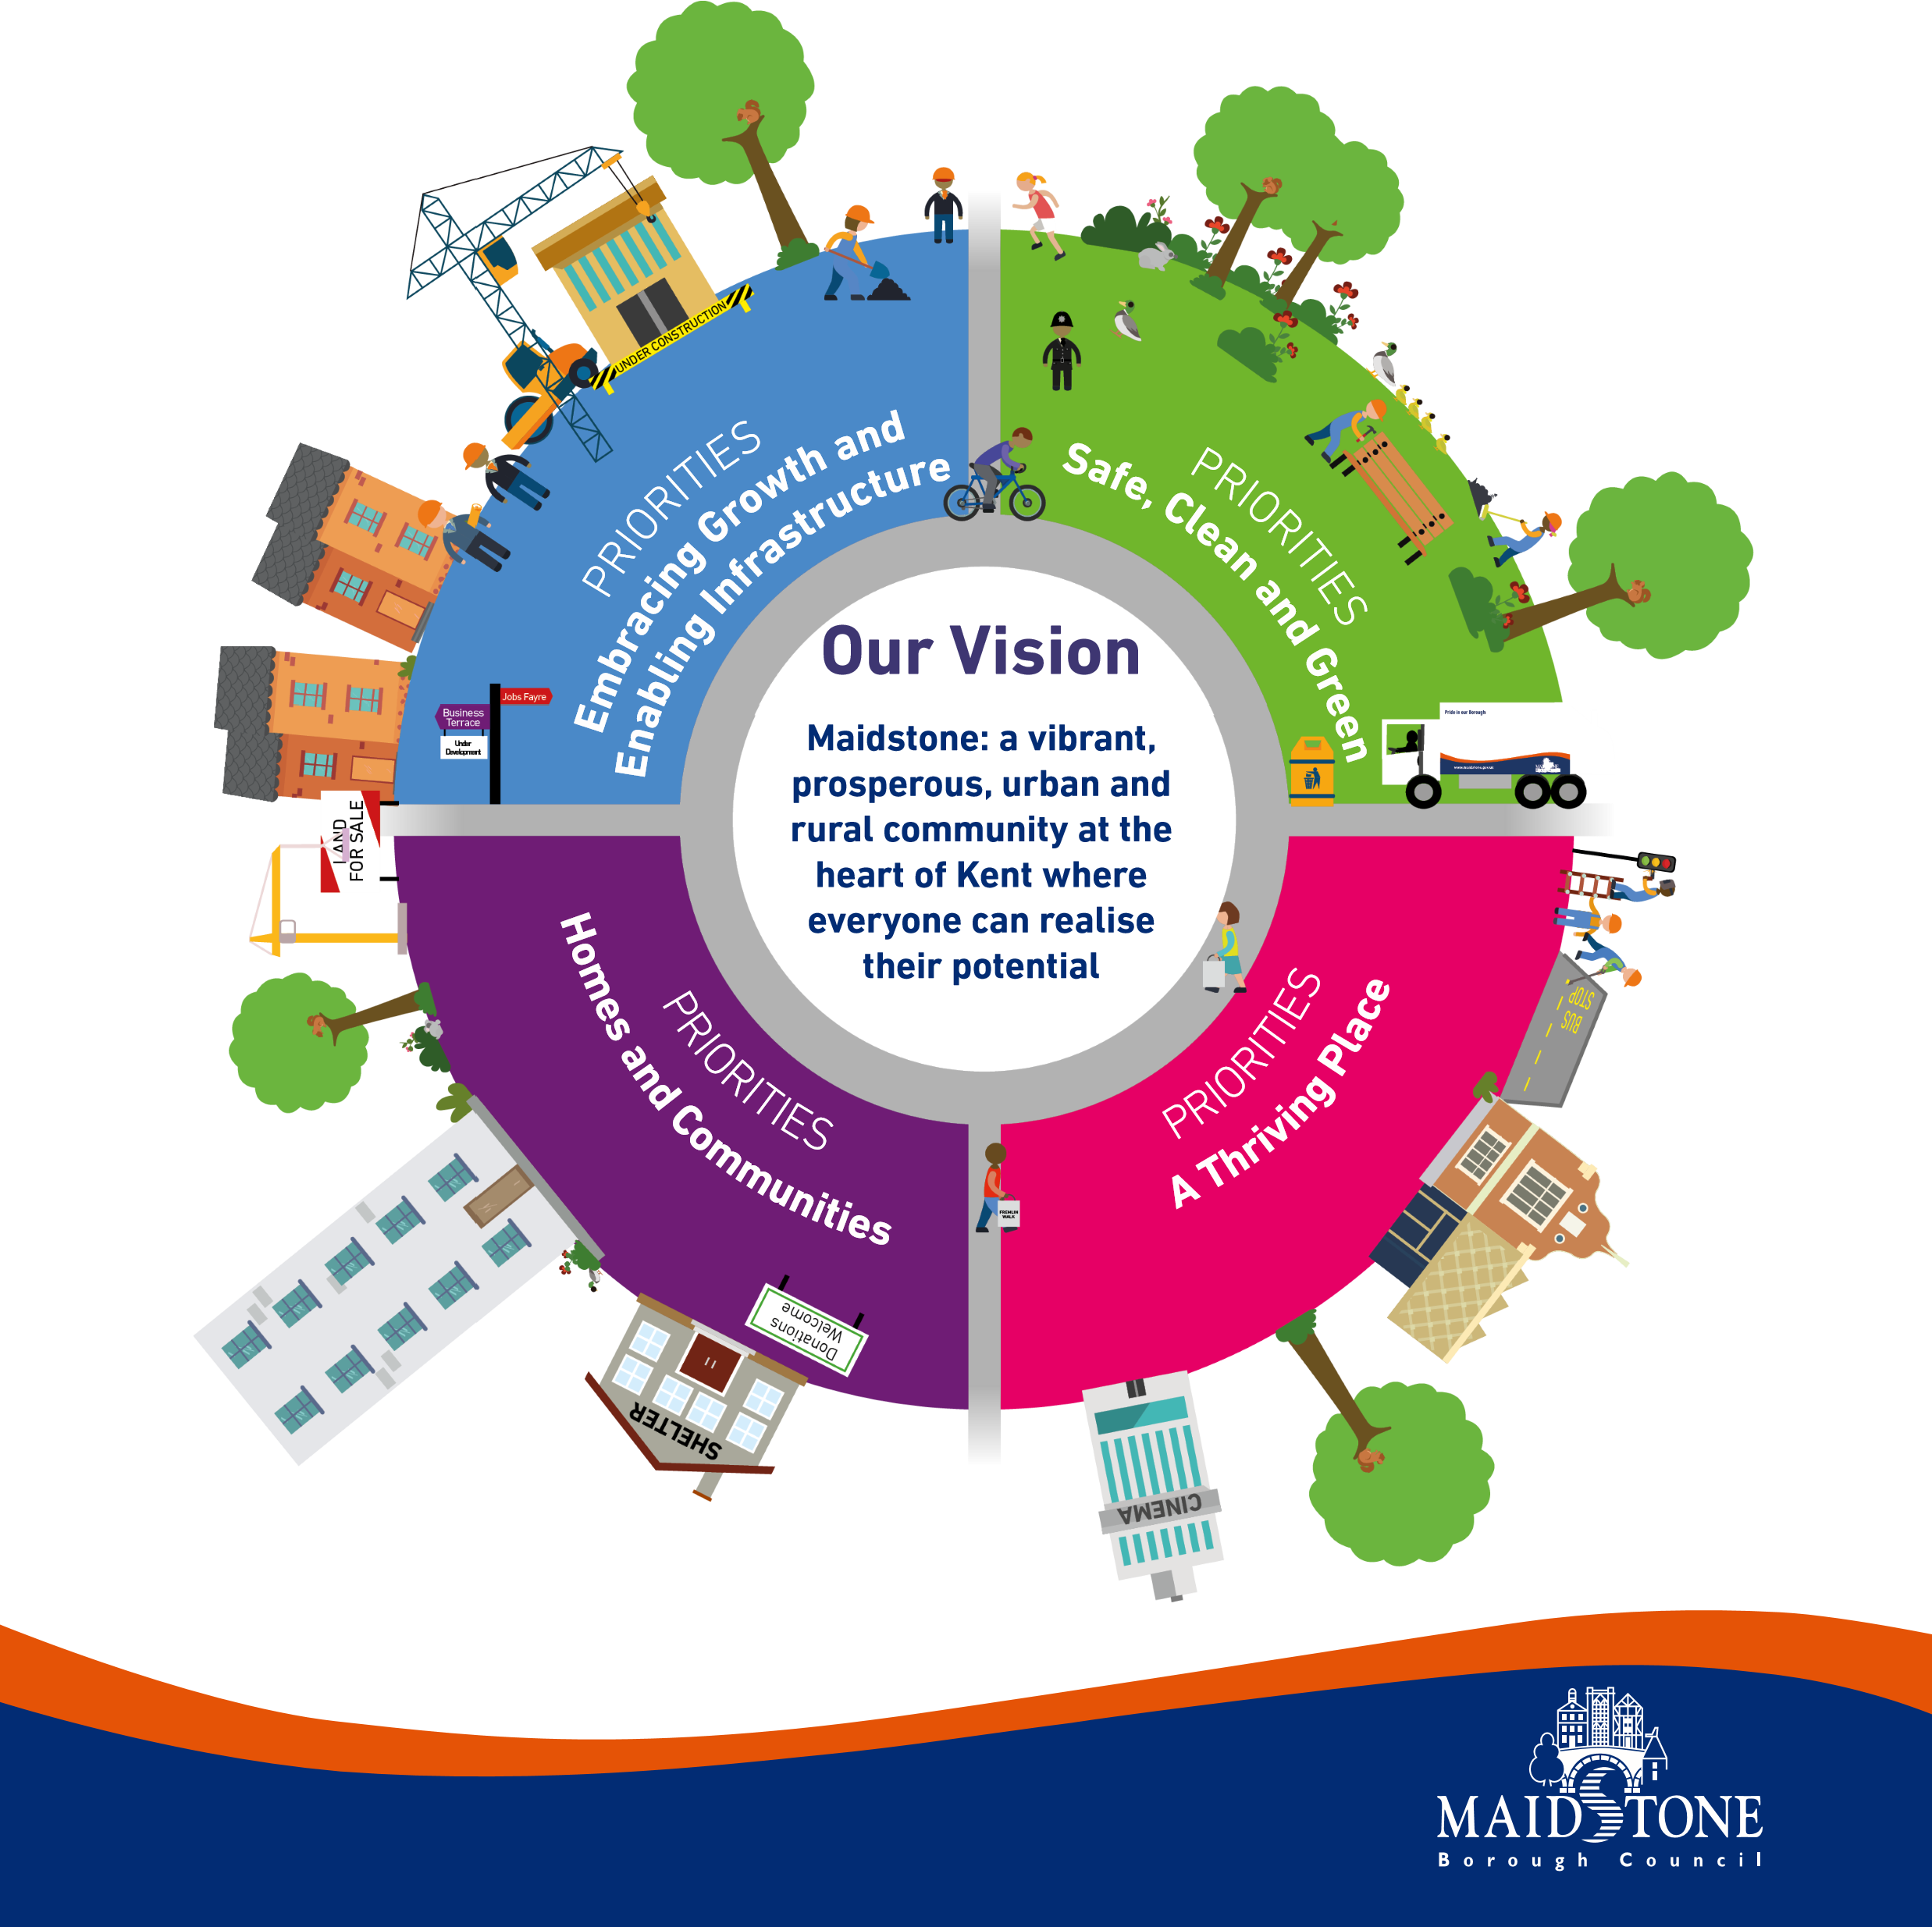 UNDER CONSTRUCTION
PRIORITIES
Embracing Growth and
Enabling Infrastructure
Jobs Fayre
Business
Terrace
Under
Development
PRIORITIES
Safe, Clean and Green
Pride in our Borough
Our Vision
Maidstone: a vibrant,
prosperous, urban and
rural community at the
heart of Kent where
everyone can realise
their potential
LAND
FOR SALE
PRIORITIES
Homes and Communities
Donations
Welcome
SHELTER
PRIORITIES
A Thriving Place
BUS
STOP
FREMLIN
WALK
CINEMA
MAIDSTONE
Borough Council